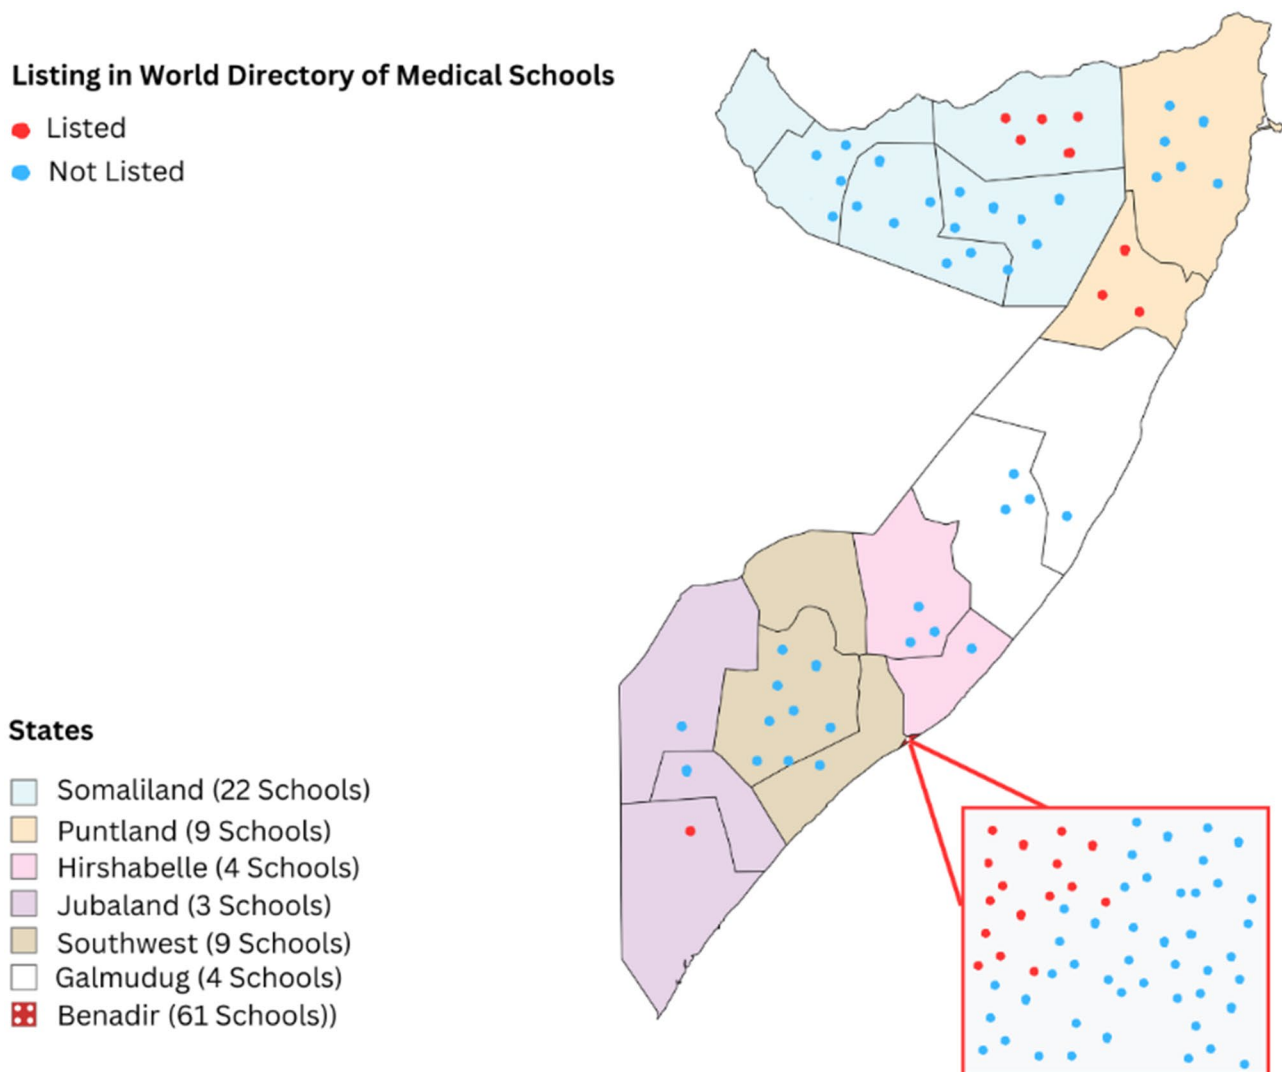 Listing in World Directory of Medical Schools
Listed
Not Listed
States
Somaliland (22 Schools)
Puntland (9 Schools)
Hirshabelle (4 Schools)
Jubaland (3 Schools)
Southwest (9 Schools)
Galmudug (4 Schools)
Benadir (61 Schools))